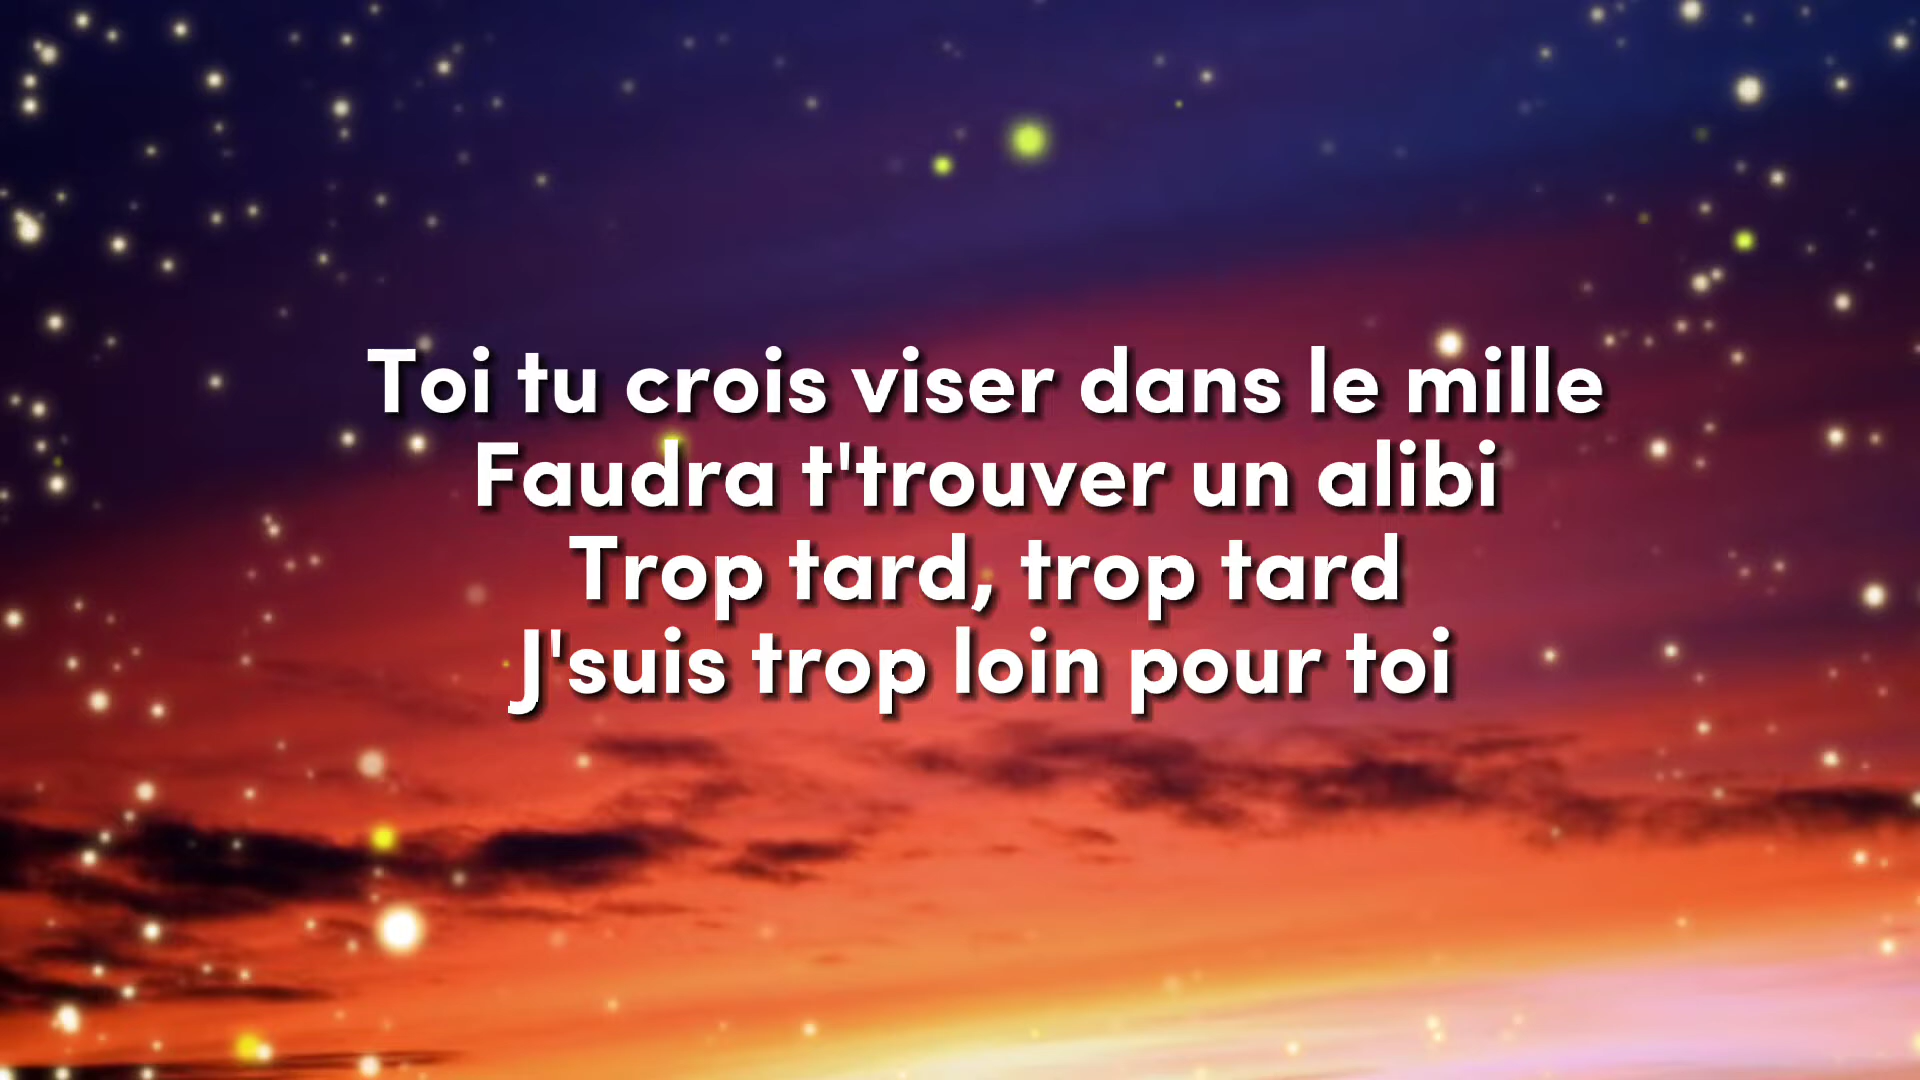 Toi tu crois viser dans le mille
Faudra t'trouver un alibi
Trop tard, trop tard
J'suis trop loin pour toi